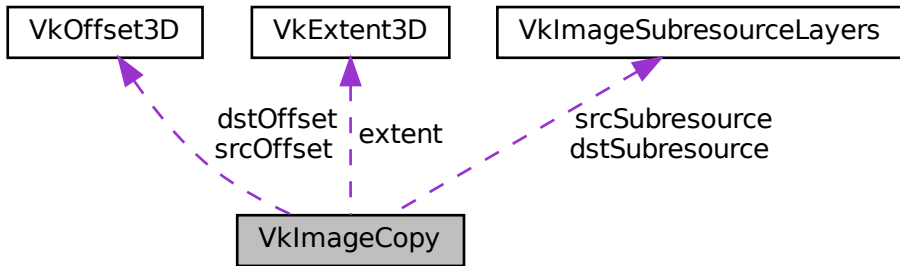 VkOffset3D
VkExtent3D
VkImageSubresourceLayers
dstOffset
srcOffset
extent
srcSubresource
dstSubresource
VkImageCopy